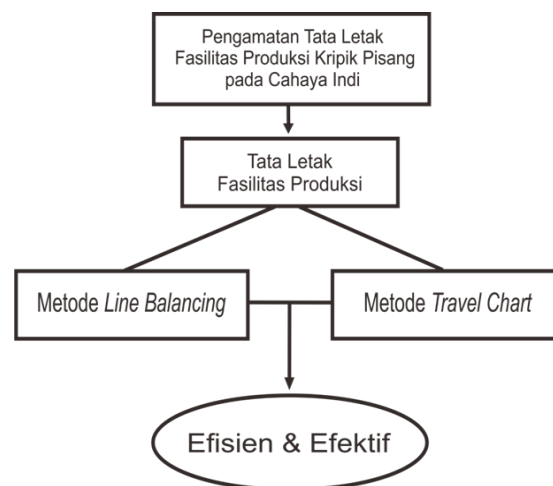 Pengamatan Tata Letak
Fasilitas Produksi Kripik Pisang
pada Cahaya Indi
Tata Letak
Fasilitas Produksi
Metode Line Balancing
Metode Travel Chart
Efisien & Efektif